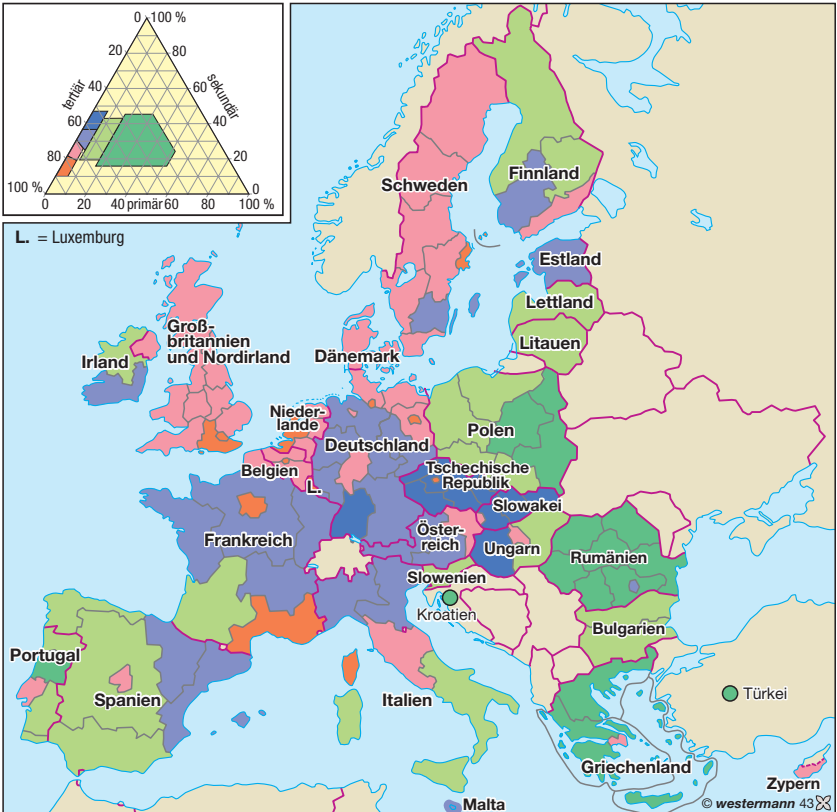 0 100 %
20 80
40 60
60 40
80 20
100 % 0
0 20 40 primär 60 80 100 %
tertiär
sekundär
L. = Luxemburg
Schweden
Finnland
Estland
Lettland
Litauen
Groß-
britannien
und Nordirland
Irland
Dänemark
Nieder-
lande
Deutschland
Polen
Belgien
L.
Tschechische
Republik
Slowakei
Frankreich
Öster-
reich
Ungarn
Rumänien
Slowenien
Kroatien
Bulgarien
Portugal
Spanien
Italien
Türkei
Griechenland
Zypern
Malta
© westermann 43